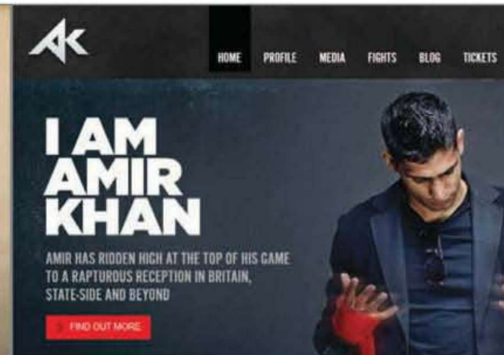 AK
HOME PROFILE MEDIA FIGHTS BLOG TICKETS
I AM
AMIR
KHAN
AMIR HAS RIDDEN HIGH AT THE TOP OF HIS GAME
TO A RAPTUROUS RECEPTION IN BRITAIN,
STATE-SIDE AND BEYOND
FIND OUT MORE